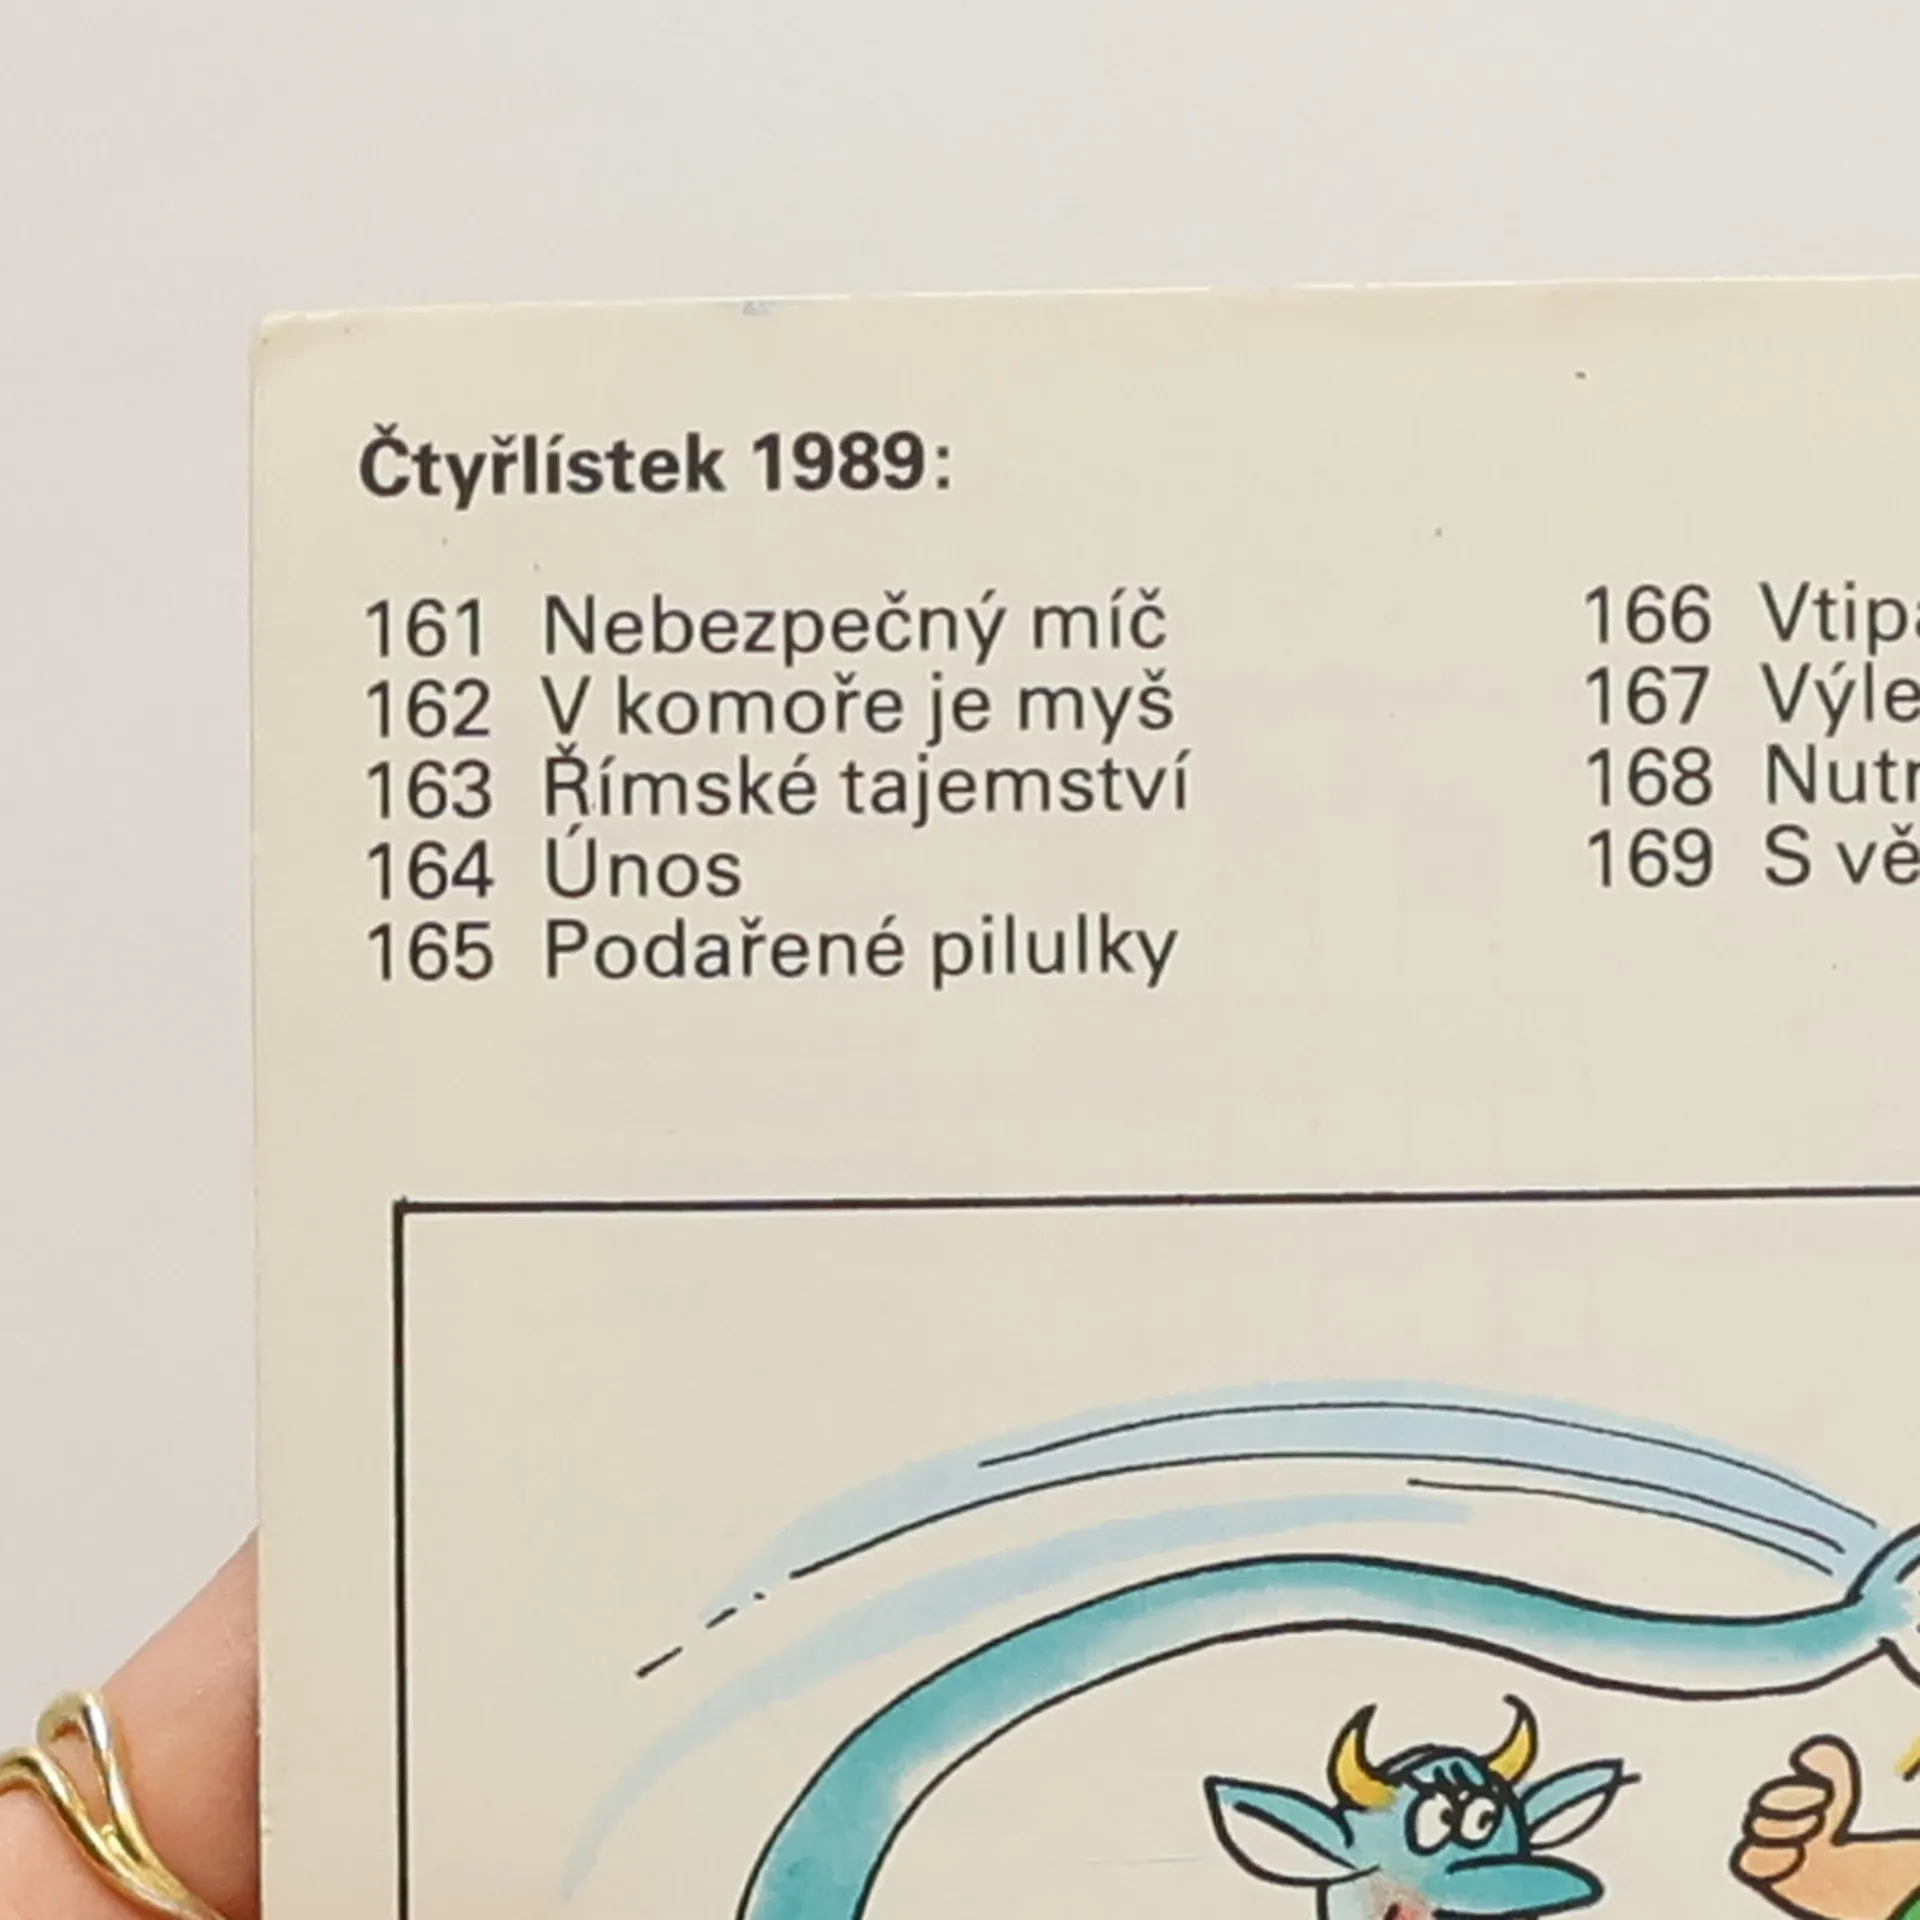 Čtyřlístek 1989:
161 Nebezpečný míč
162 V komoře je myš
163 Římské tajemství
164 Únos
165 Podařené pilulky
166
167
168
169 S